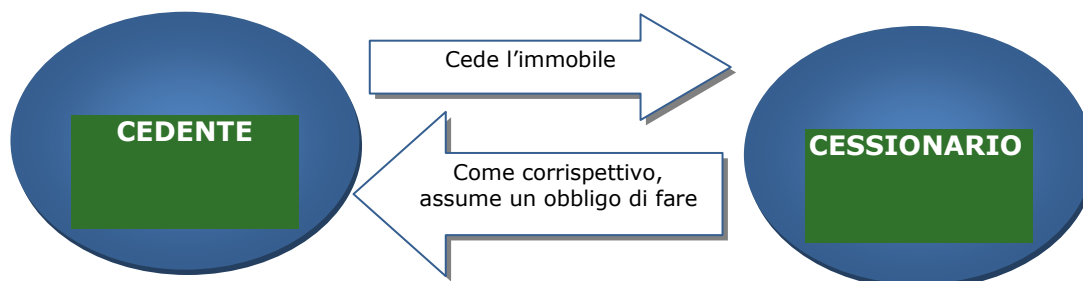 Cede l’immobile
CEDENTE
CESSIONARIO
Come corrispettivo,
assume un obbligo di fare